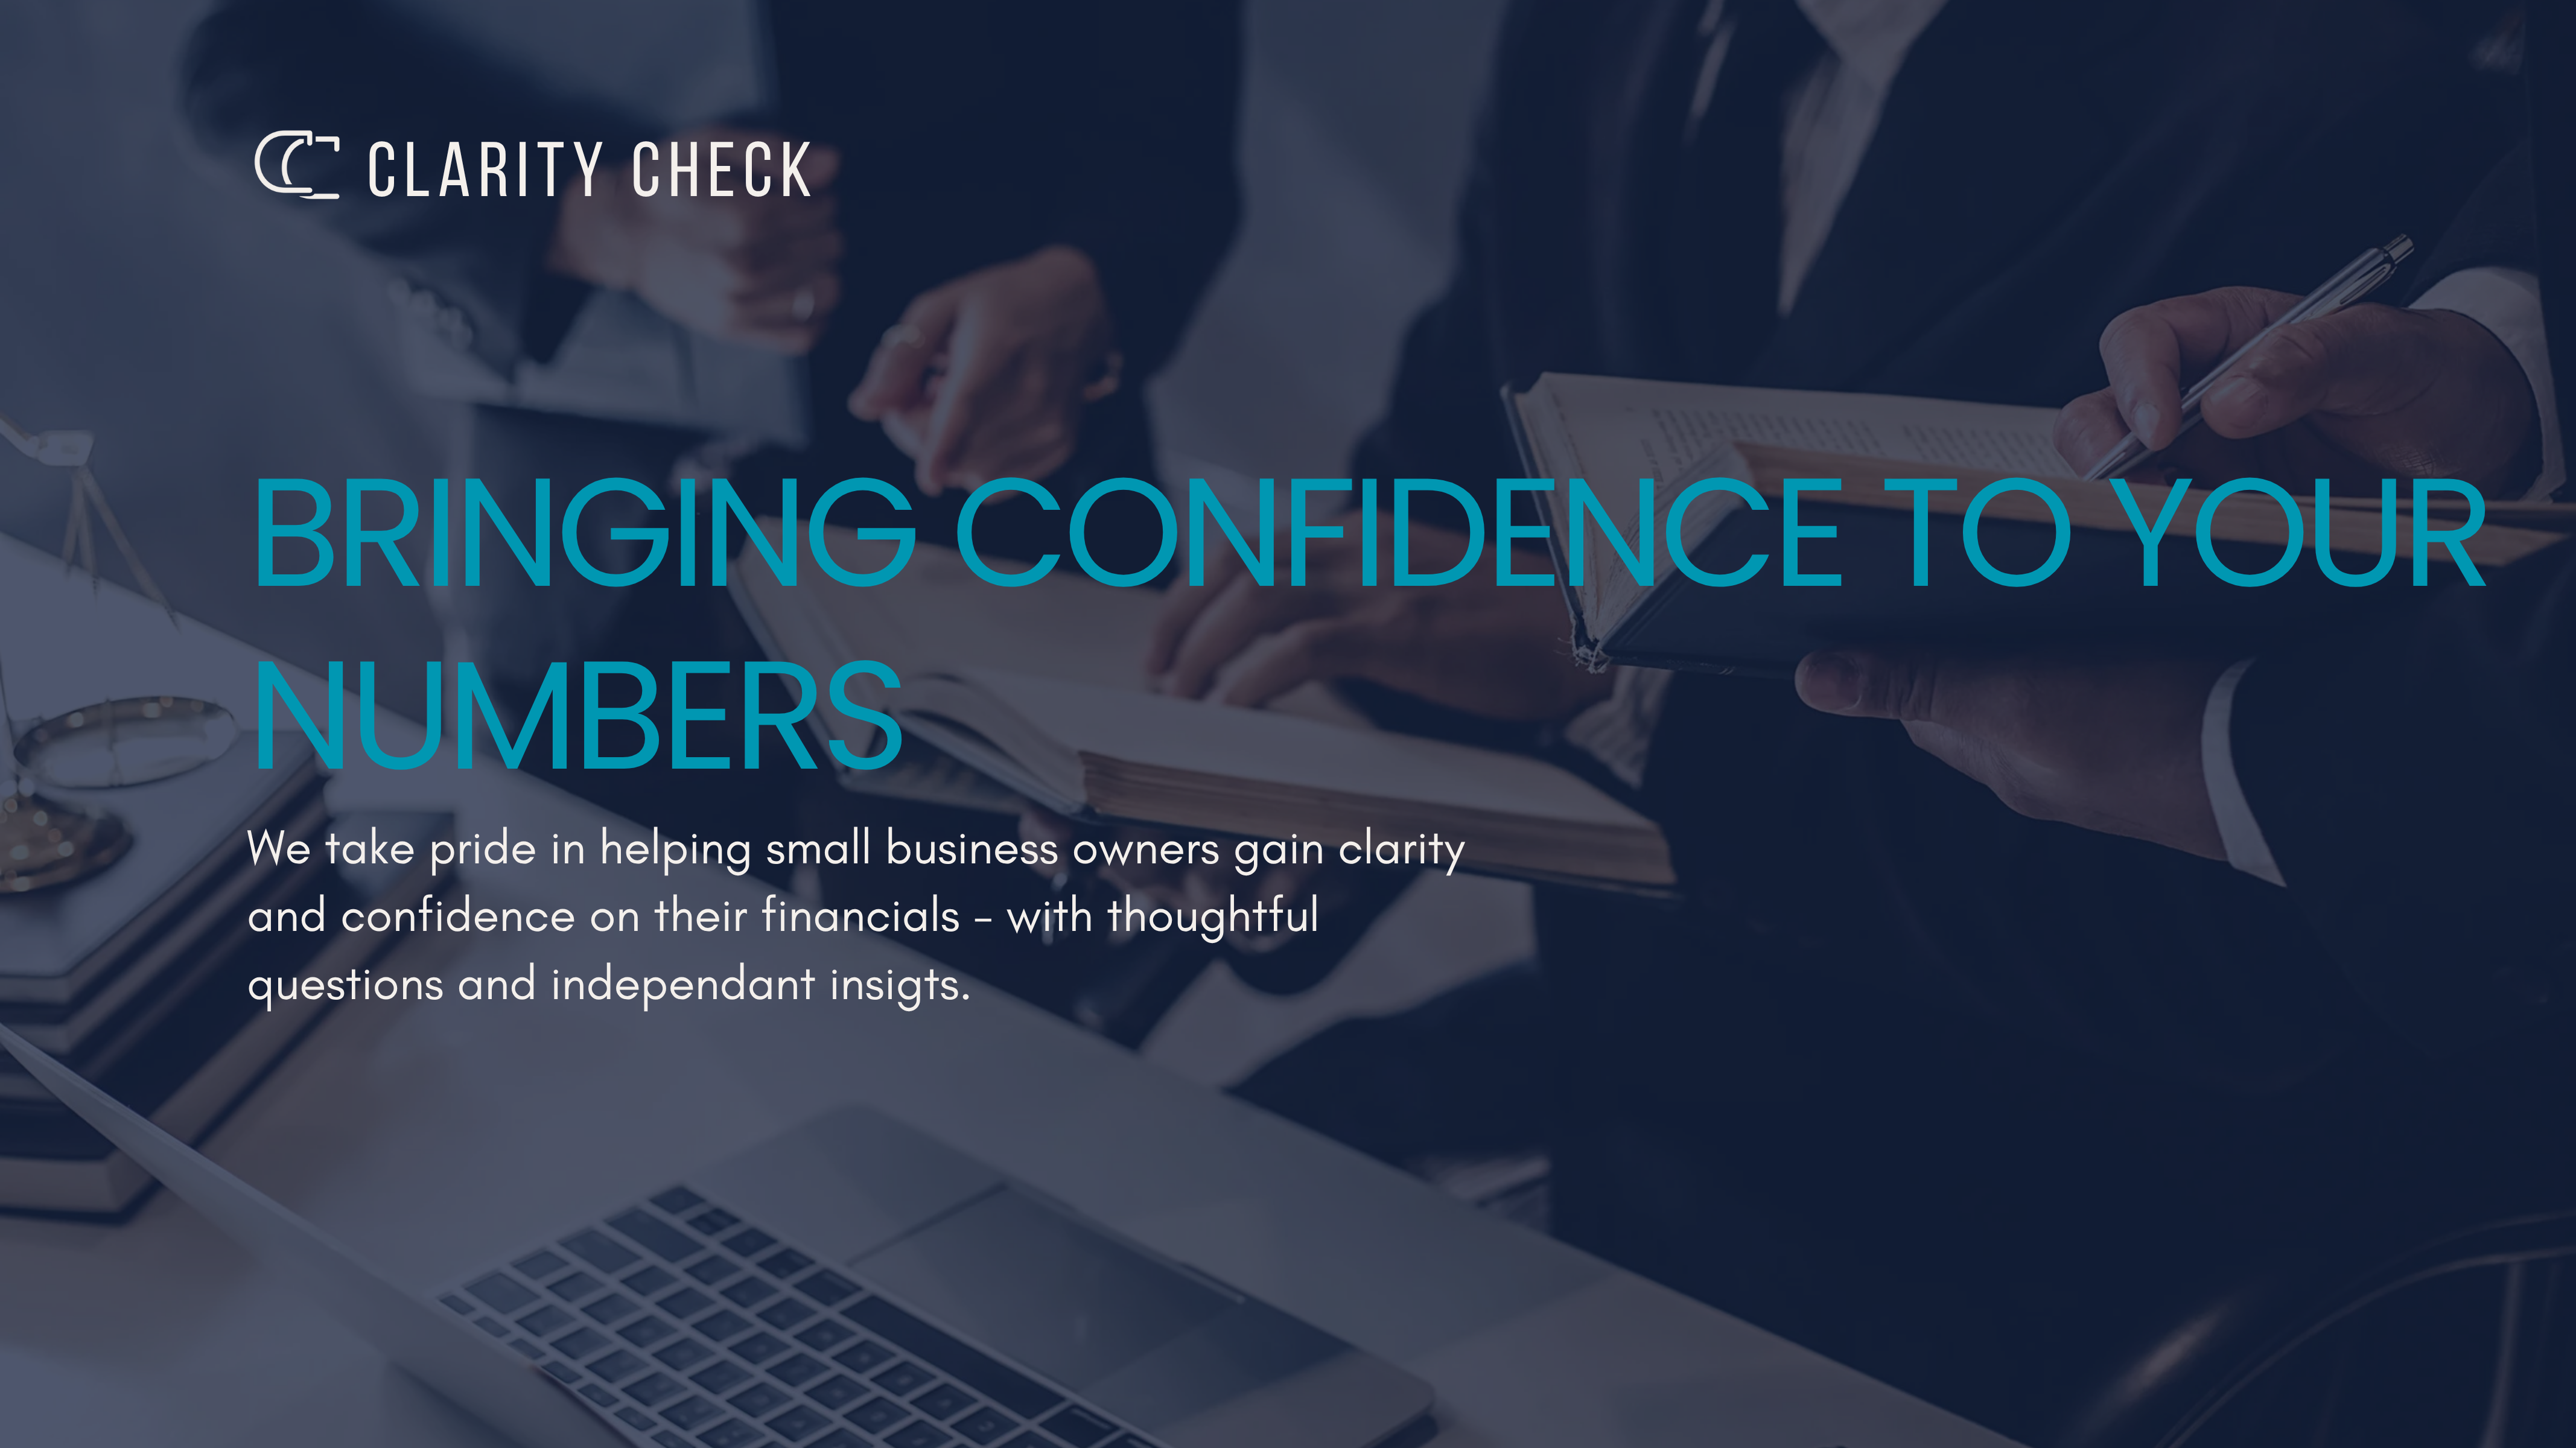 CLARITY CHECK
BRINGING CONFIDENCE TO YOUR
NUMBERS
We take pride in helping small business owners gain clarity
and confidence on their financials – with thoughtful
questions and independant insigts.